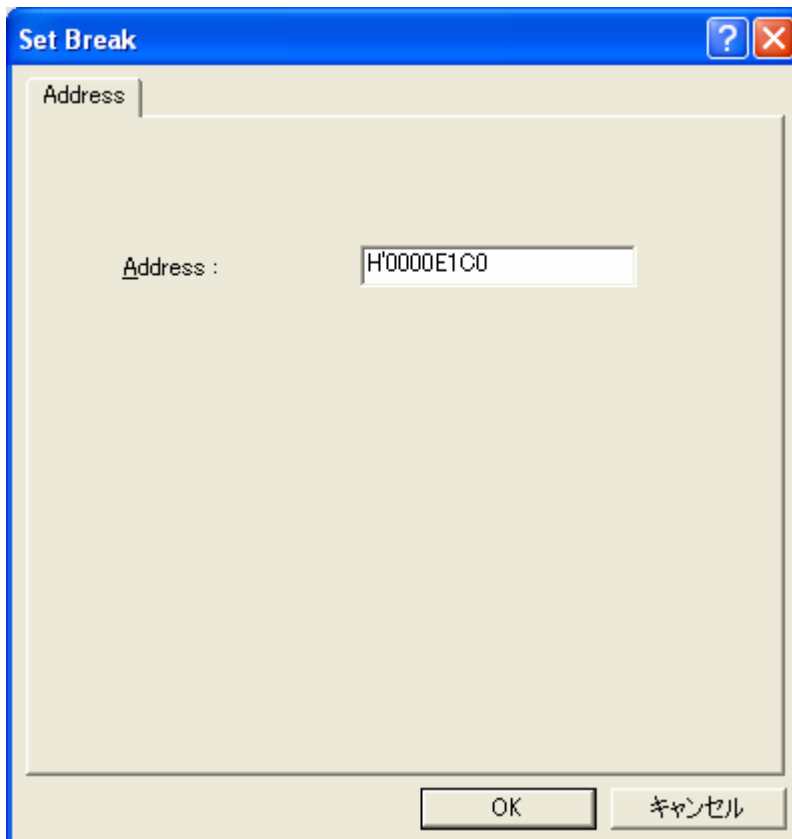 Set Break
Address
Address : H'0000E1C0
OK キャンセル